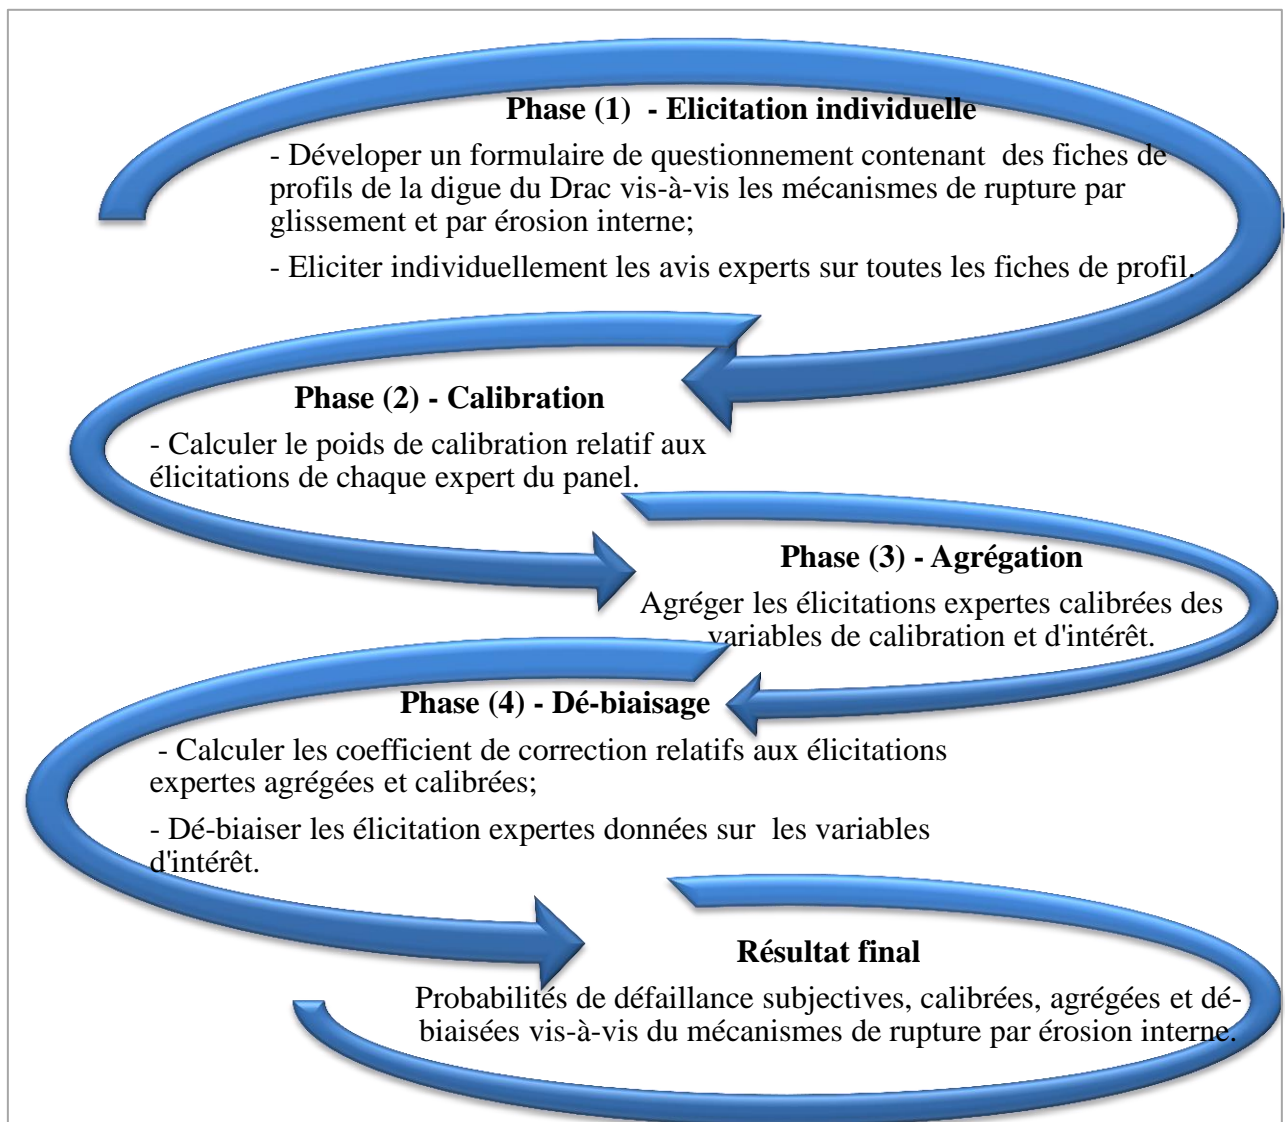 Phase (1) - Elicitation individuelle
- Déveloper un formulaire de questionnement contenant des fiches de
profils de la digue du Drac vis-à-vis les mécanismes de rupture par
glissement et par érosion interne;
- Eliciter individuellement les avis experts sur toutes les fiches de profil.
Phase (2) - Calibration
- Calculer le poids de calibration relatif aux
élicitations de chaque expert du panel.
Phase (3) - Agrégation
Agréger les élicitations expertes calibrées des
variables de calibration et d'intérêt.
Phase (4) - Dé-biaisage
- Calculer les coefficient de correction relatifs aux élicitations
expertes agrégées et calibrées;
- Dé-biaiser les élicitation expertes données sur les variables
d'intérêt.
Résultat final
Probabilités de défaillance subjectives, calibrées, agrégées et dé-
biaisées vis-à-vis du mécanismes de rupture par érosion interne.